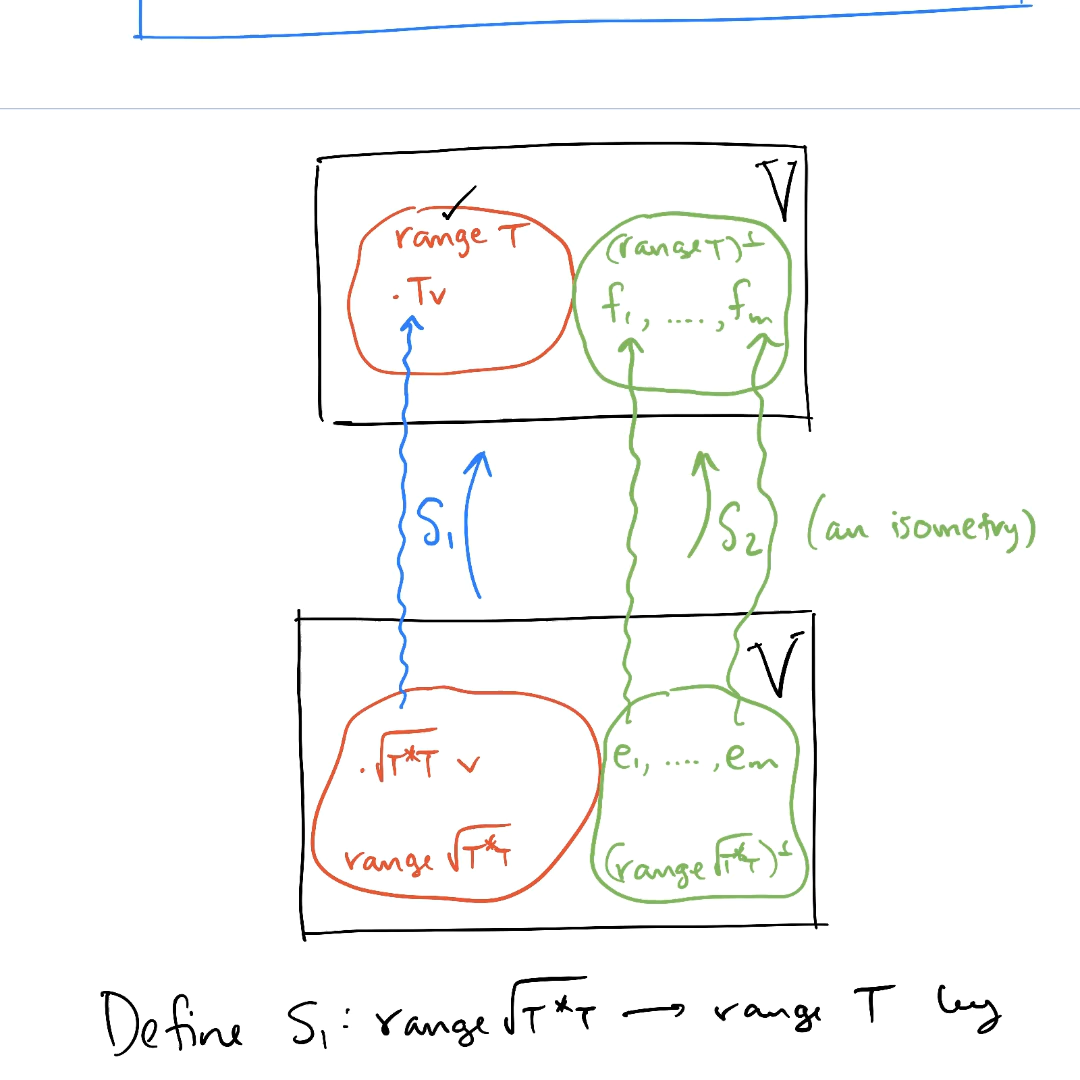 V
range T
(range T)⊥
. Tv
f₁, ...., fₘ
S₁
S₂
(an isometry)
V
. √T*T v
e₁, ...., eₘ
range √T*T
(range √T*T)⊥
Define S₁ : range √T*T → range T by